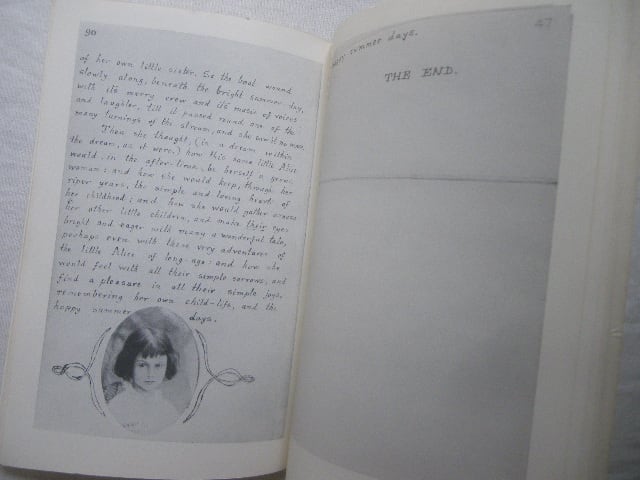 90
of her own little sister. So the boat wound
slowly along, beneath the bright summer-day,
with its merry crew and its music of voices
and laughter, till it passed round one of the
many turnings of the stream, and she saw it no more.
Then she thought, (in a dream within
the dream, as it were,) how this same little Alice
would, in the after-time, be herself a grown
woman: and how she would keep, through her
riper years, the simple and loving heart of
her childhood: and how she would gather around
her other little children, and make their eyes
bright and eager with many a wonderful tale,
perhaps even with these very adventures of
the little Alice of long-ago: and how she
would feel with all their simple sorrows, and
find a pleasure in all their simple joys,
remembering her own child-life, and the
happy summer days.
47
happy summer days.
THE END.